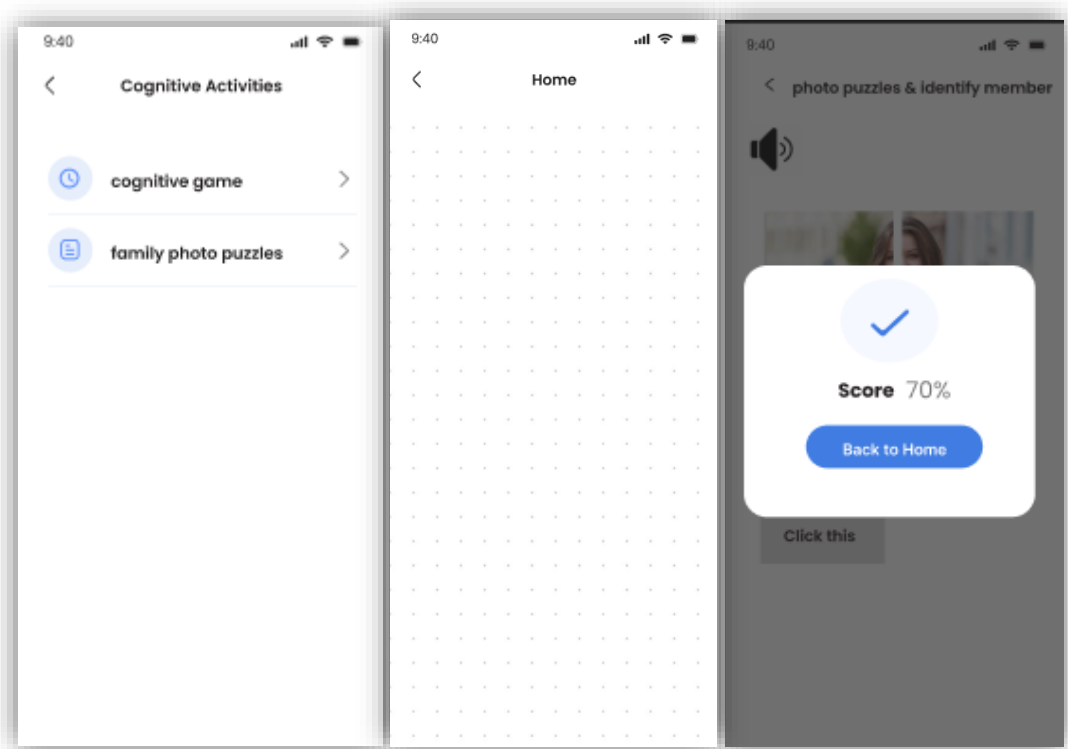 9:40
Cognitive Activities
cognitive game
family photo puzzles
9:40
Home
9:40
photo puzzles & identify member
Score 70%
Back to Home
Click this